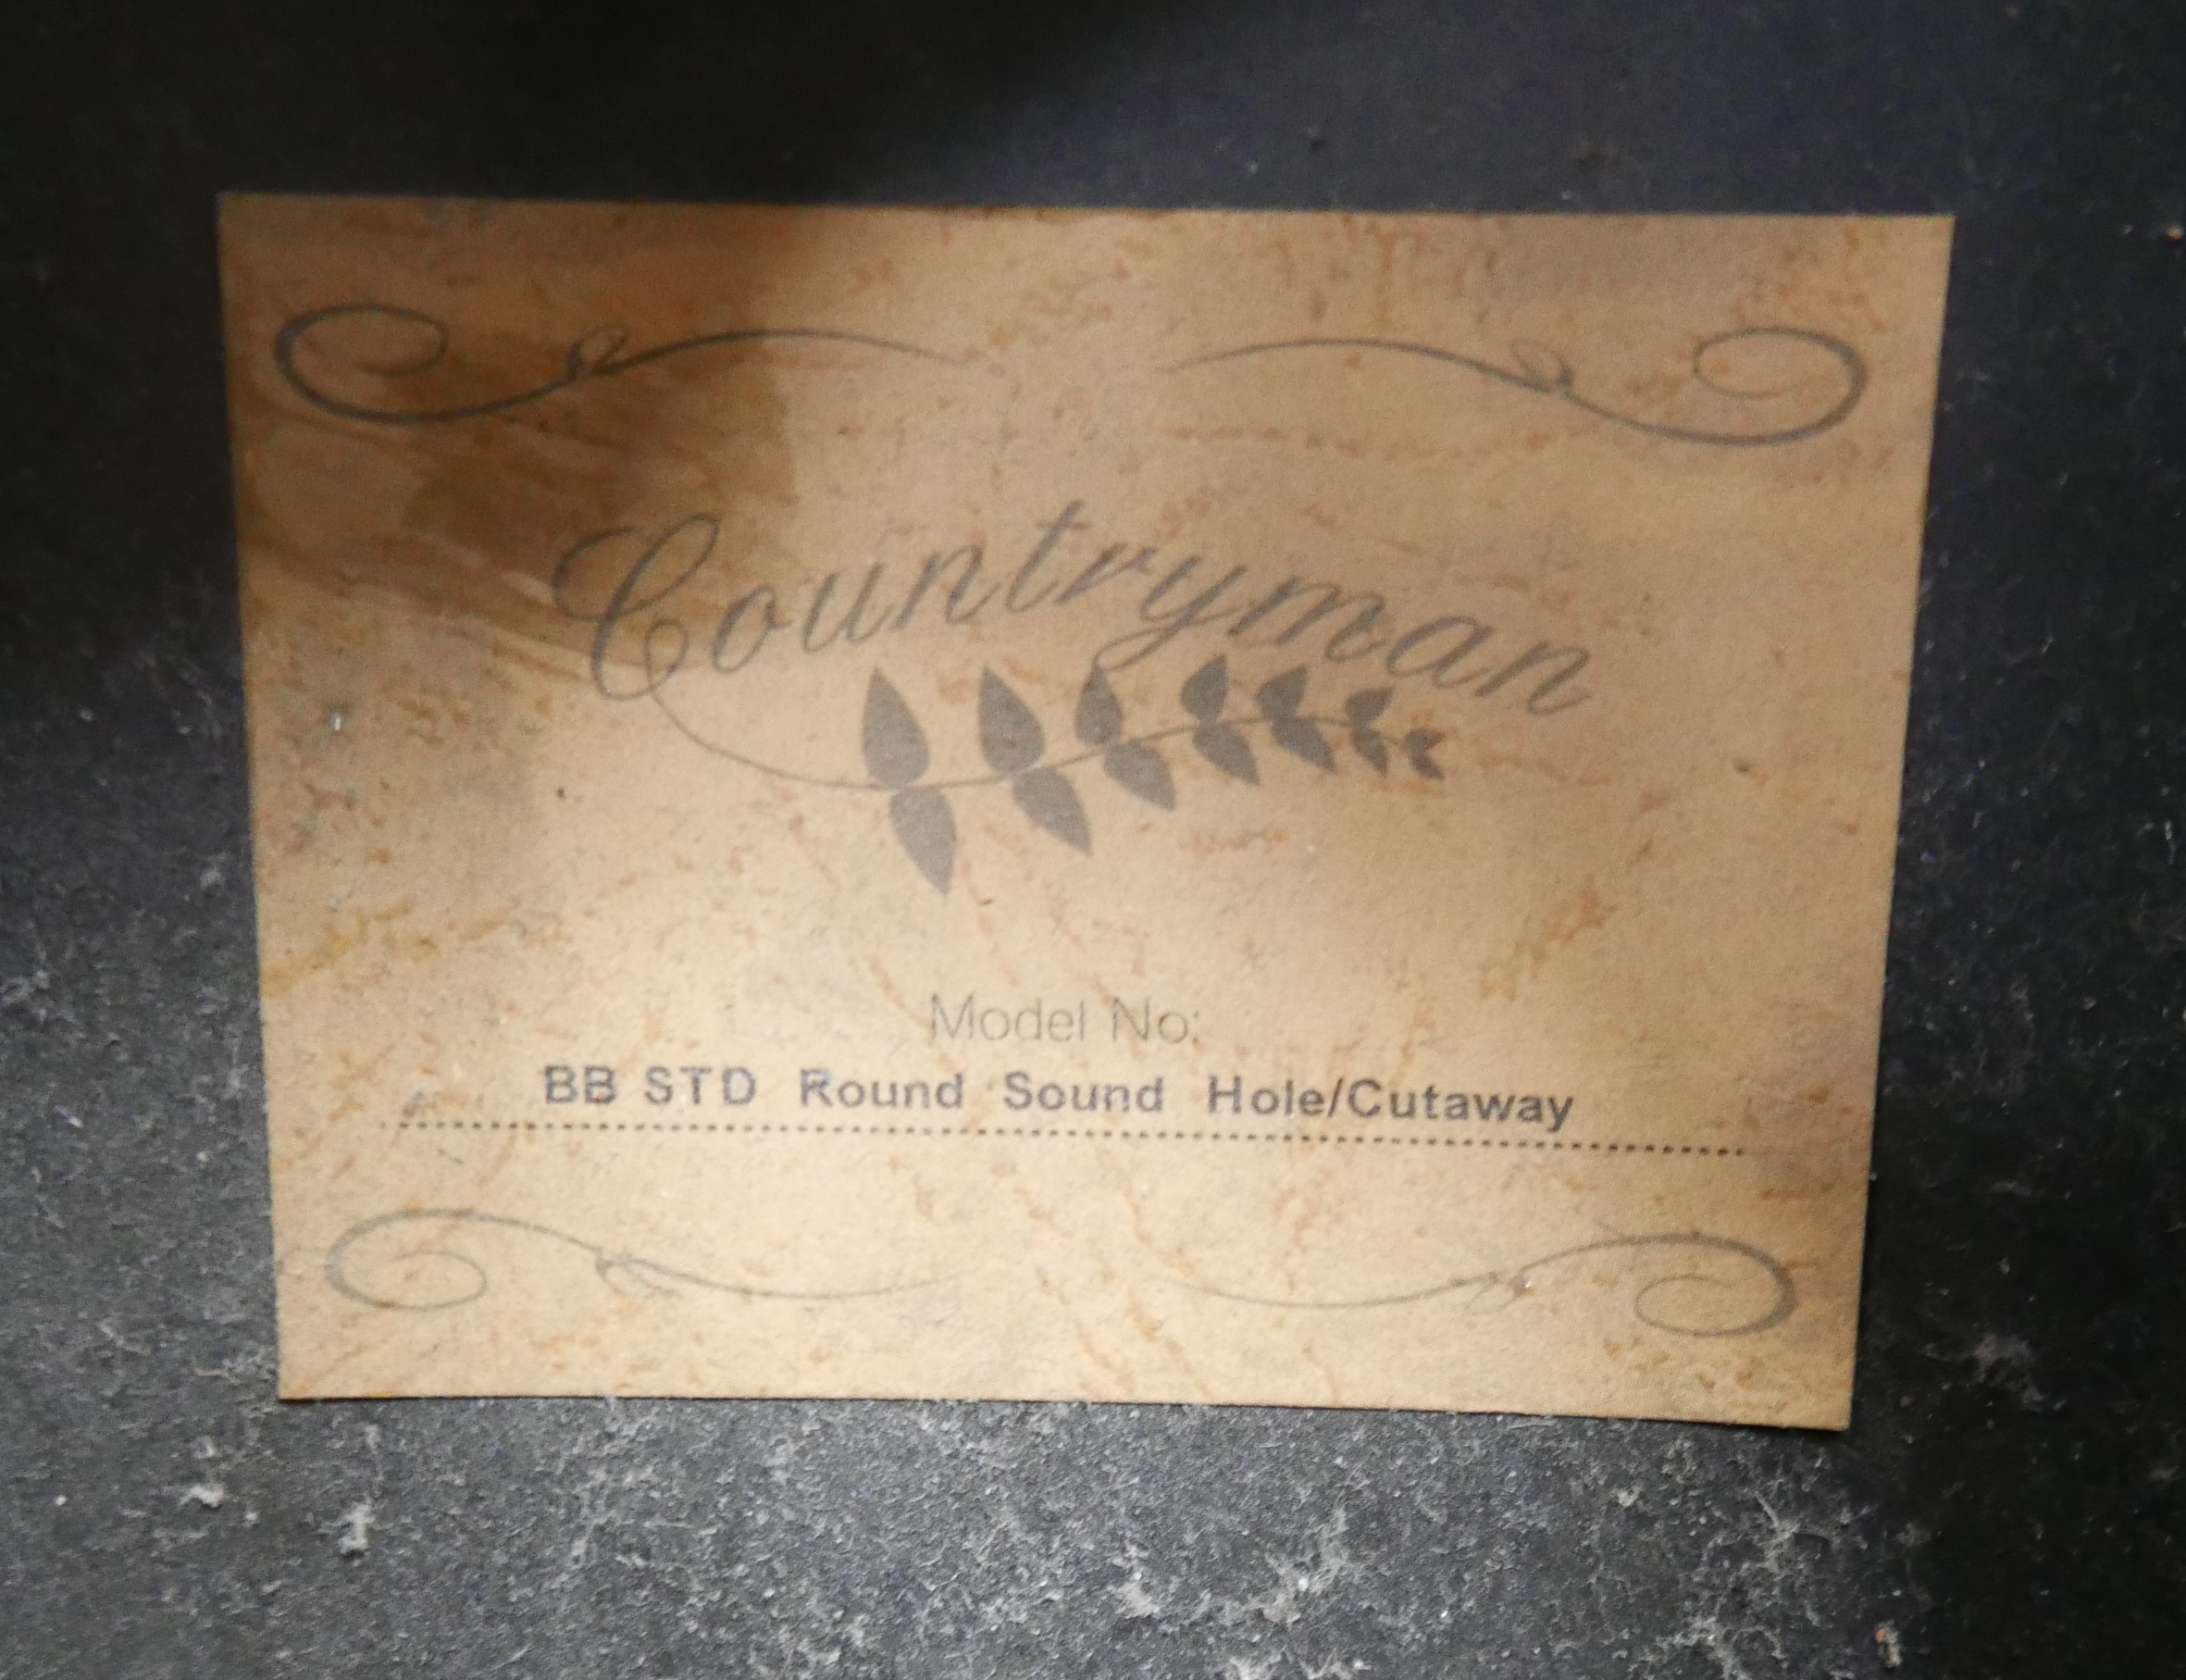 Countryman
Model No:
BB STD Round Sound Hole/Cutaway